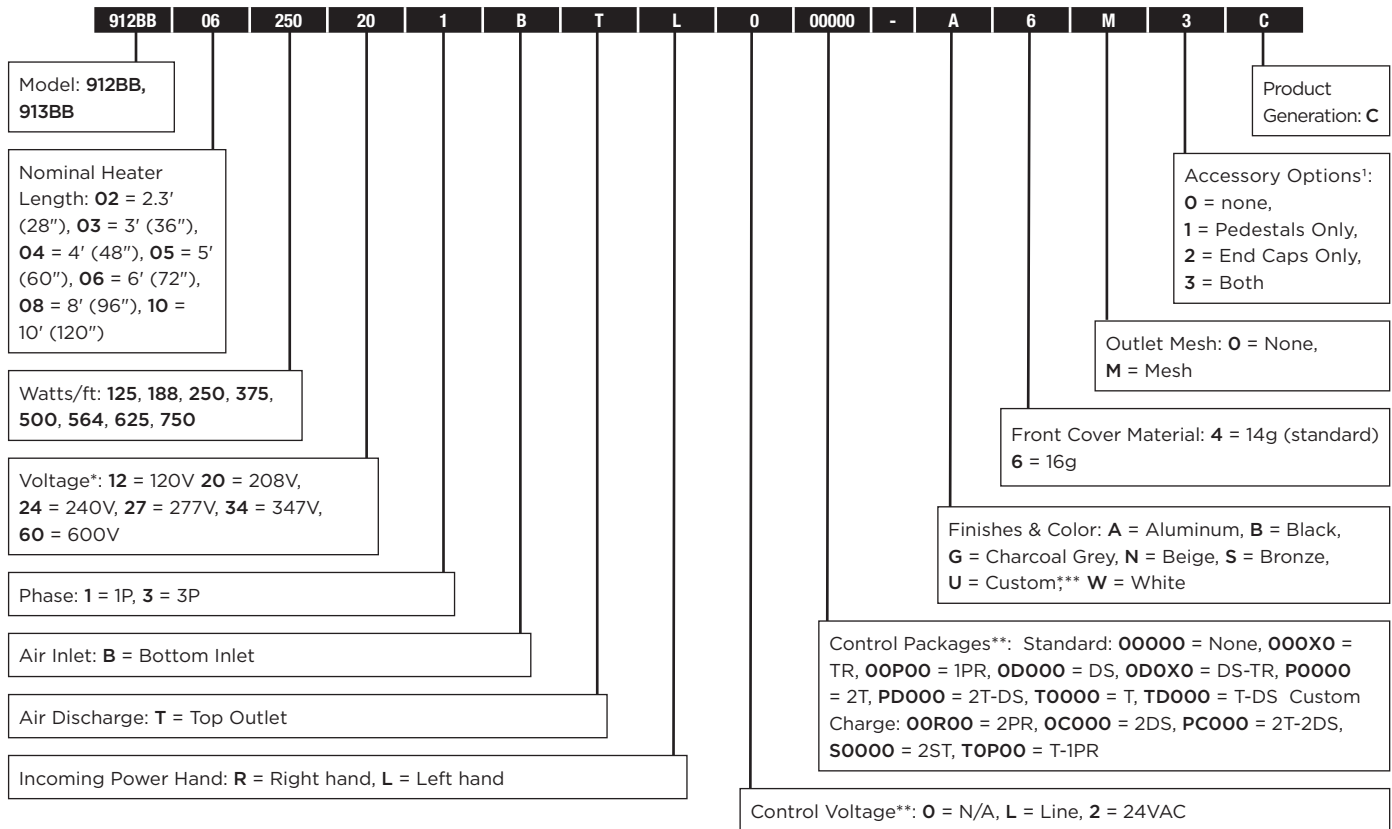 912BB 06 250 20 1 B T L 0 00000 - A 6 M 3 C
Model: 912BB,
913BB
Nominal Heater
Length: 02 = 2.3'
(28"), 03 = 3' (36"),
04 = 4' (48"), 05 = 5'
(60"), 06 = 6' (72"),
08 = 8' (96"), 10 =
10' (120")
Watts/ft: 125, 188, 250, 375,
500, 564, 625, 750
Voltage*: 12 = 120V 20 = 208V,
24 = 240V, 27 = 277V, 34 = 347V,
60 = 600V
Phase: 1 = 1P, 3 = 3P
Air Inlet: B = Bottom Inlet
Air Discharge: T = Top Outlet
Incoming Power Hand: R = Right hand, L = Left hand
Product
Generation: C
Accessory Options¹:
0 = none,
1 = Pedestals Only,
2 = End Caps Only,
3 = Both
Outlet Mesh: 0 = None,
M = Mesh
Front Cover Material: 4 = 14g (standard)
6 = 16g
Finishes & Color: A = Aluminum, B = Black,
G = Charcoal Grey, N = Beige, S = Bronze,
U = Custom,*** W = White
Control Packages**: Standard: 00000 = None, 000X0 =
TR, 00P00 = 1PR, 0D000 = DS, 0D0X0 = DS-TR, P0000
= 2T, PD000 = 2T-DS, T0000 = T, TD000 = T-DS Custom
Charge: 00R00 = 2PR, 0C000 = 2DS, PC000 = 2T-2DS,
S0000 = 2ST, T0P00 = T-1PR
Control Voltage**: 0 = N/A, L = Line, 2 = 24VAC